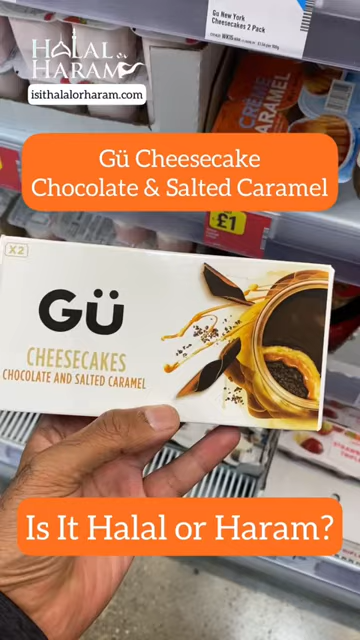 Gü New York
Cheesecakes 2 Pack
HALAL
HARAM
isithalalorharam.com
CRÈME
CARAMEL
Gü Cheesecake
Chocolate & Salted Caramel
£1
X2
GÜ
CHEESECAKES
CHOCOLATE AND SALTED CARAMEL
Is It Halal or Haram?